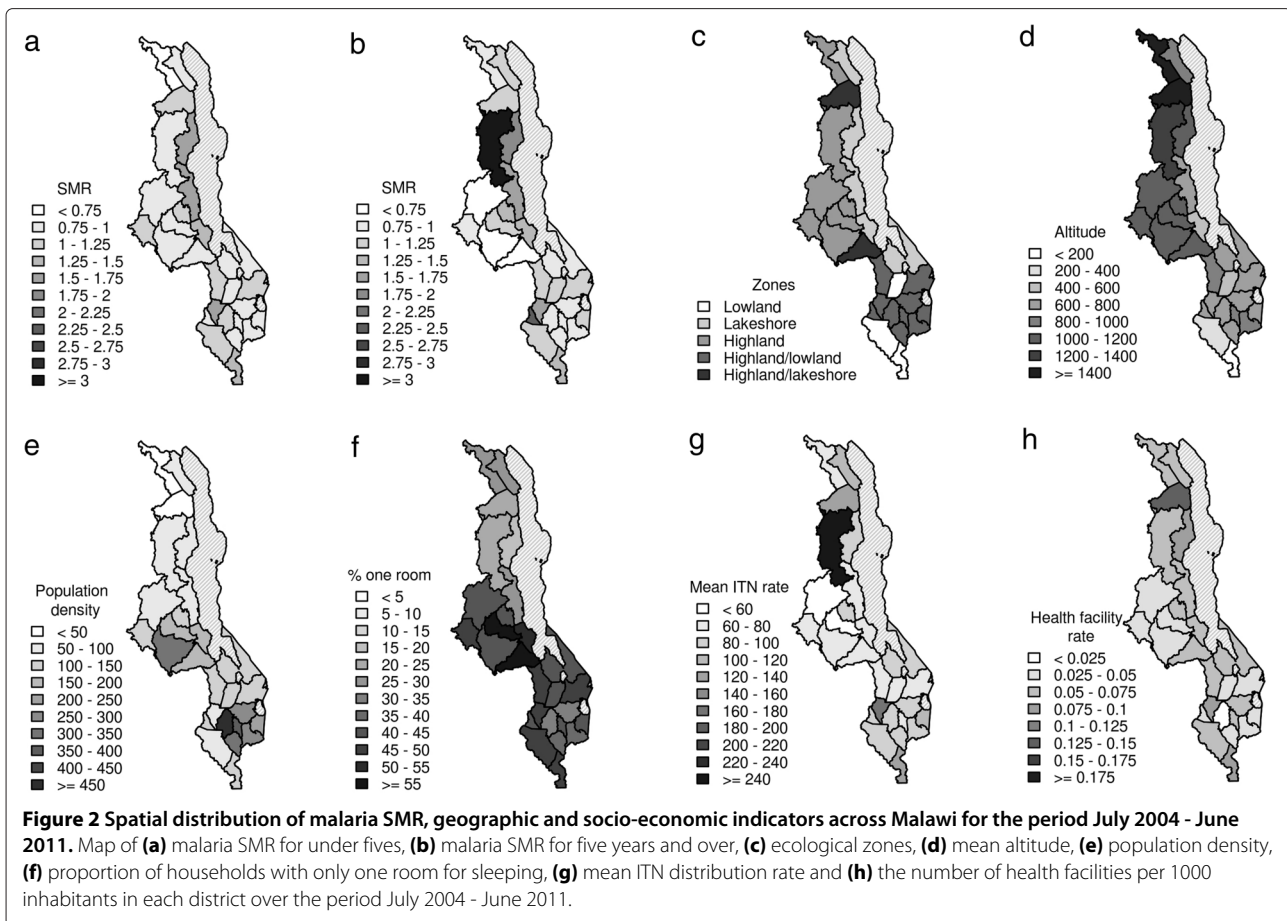 a
SMR
< 0.75
0.75 - 1
1 - 1.25
1.25 - 1.5
1.5 - 1.75
1.75 - 2
2 - 2.25
2.25 - 2.5
2.5 - 2.75
2.75 - 3
>= 3
b
SMR
< 0.75
0.75 - 1
1 - 1.25
1.25 - 1.5
1.5 - 1.75
1.75 - 2
2 - 2.25
2.25 - 2.5
2.5 - 2.75
2.75 - 3
>= 3
c
Zones
Lowland
Lakeshore
Highland
Highland/lowland
Highland/lakeshore
d
Altitude
< 200
200 - 400
400 - 600
600 - 800
800 - 1000
1000 - 1200
1200 - 1400
>= 1400
e
Population
density
< 50
50 - 100
100 - 150
150 - 200
200 - 250
250 - 300
300 - 350
350 - 400
400 - 450
>= 450
f
% one room
< 5
5 - 10
10 - 15
15 - 20
20 - 25
25 - 30
30 - 35
35 - 40
40 - 45
45 - 50
50 - 55
>= 55
g
Mean ITN rate
< 60
60 - 80
80 - 100
100 - 120
120 - 140
140 - 160
160 - 180
180 - 200
200 - 220
220 - 240
>= 240
h
Health facility
rate
< 0.025
0.025 - 0.05
0.05 - 0.075
0.075 - 0.1
0.1 - 0.125
0.125 - 0.15
0.15 - 0.175
>= 0.175
Figure 2 Spatial distribution of malaria SMR, geographic and socio-economic indicators across Malawi for the period July 2004 - June
2011. Map of (a) malaria SMR for under fives, (b) malaria SMR for five years and over, (c) ecological zones, (d) mean altitude, (e) population density,
(f) proportion of households with only one room for sleeping, (g) mean ITN distribution rate and (h) the number of health facilities per 1000
inhabitants in each district over the period July 2004 - June 2011.